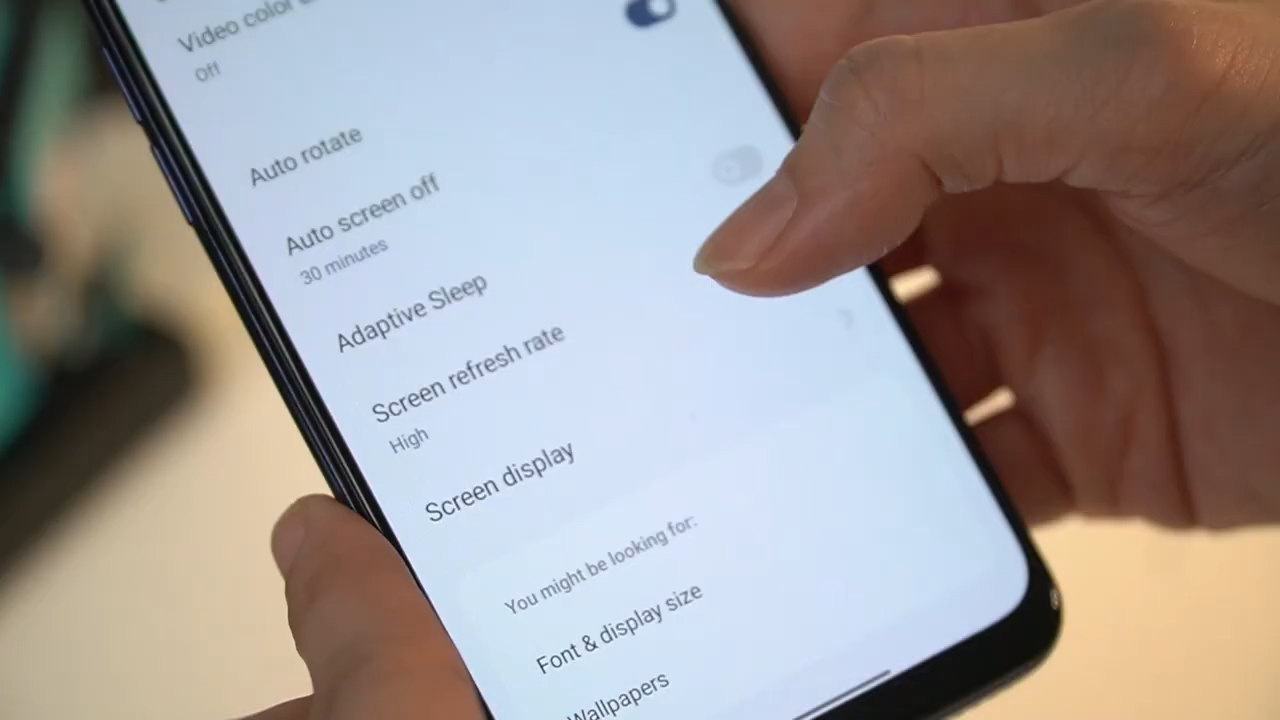 Video color
Off
Auto rotate
Auto screen off
30 minutes
Adaptive Sleep
Screen refresh rate
High
Screen display
You might be looking for:
Font & display size
Wallpapers